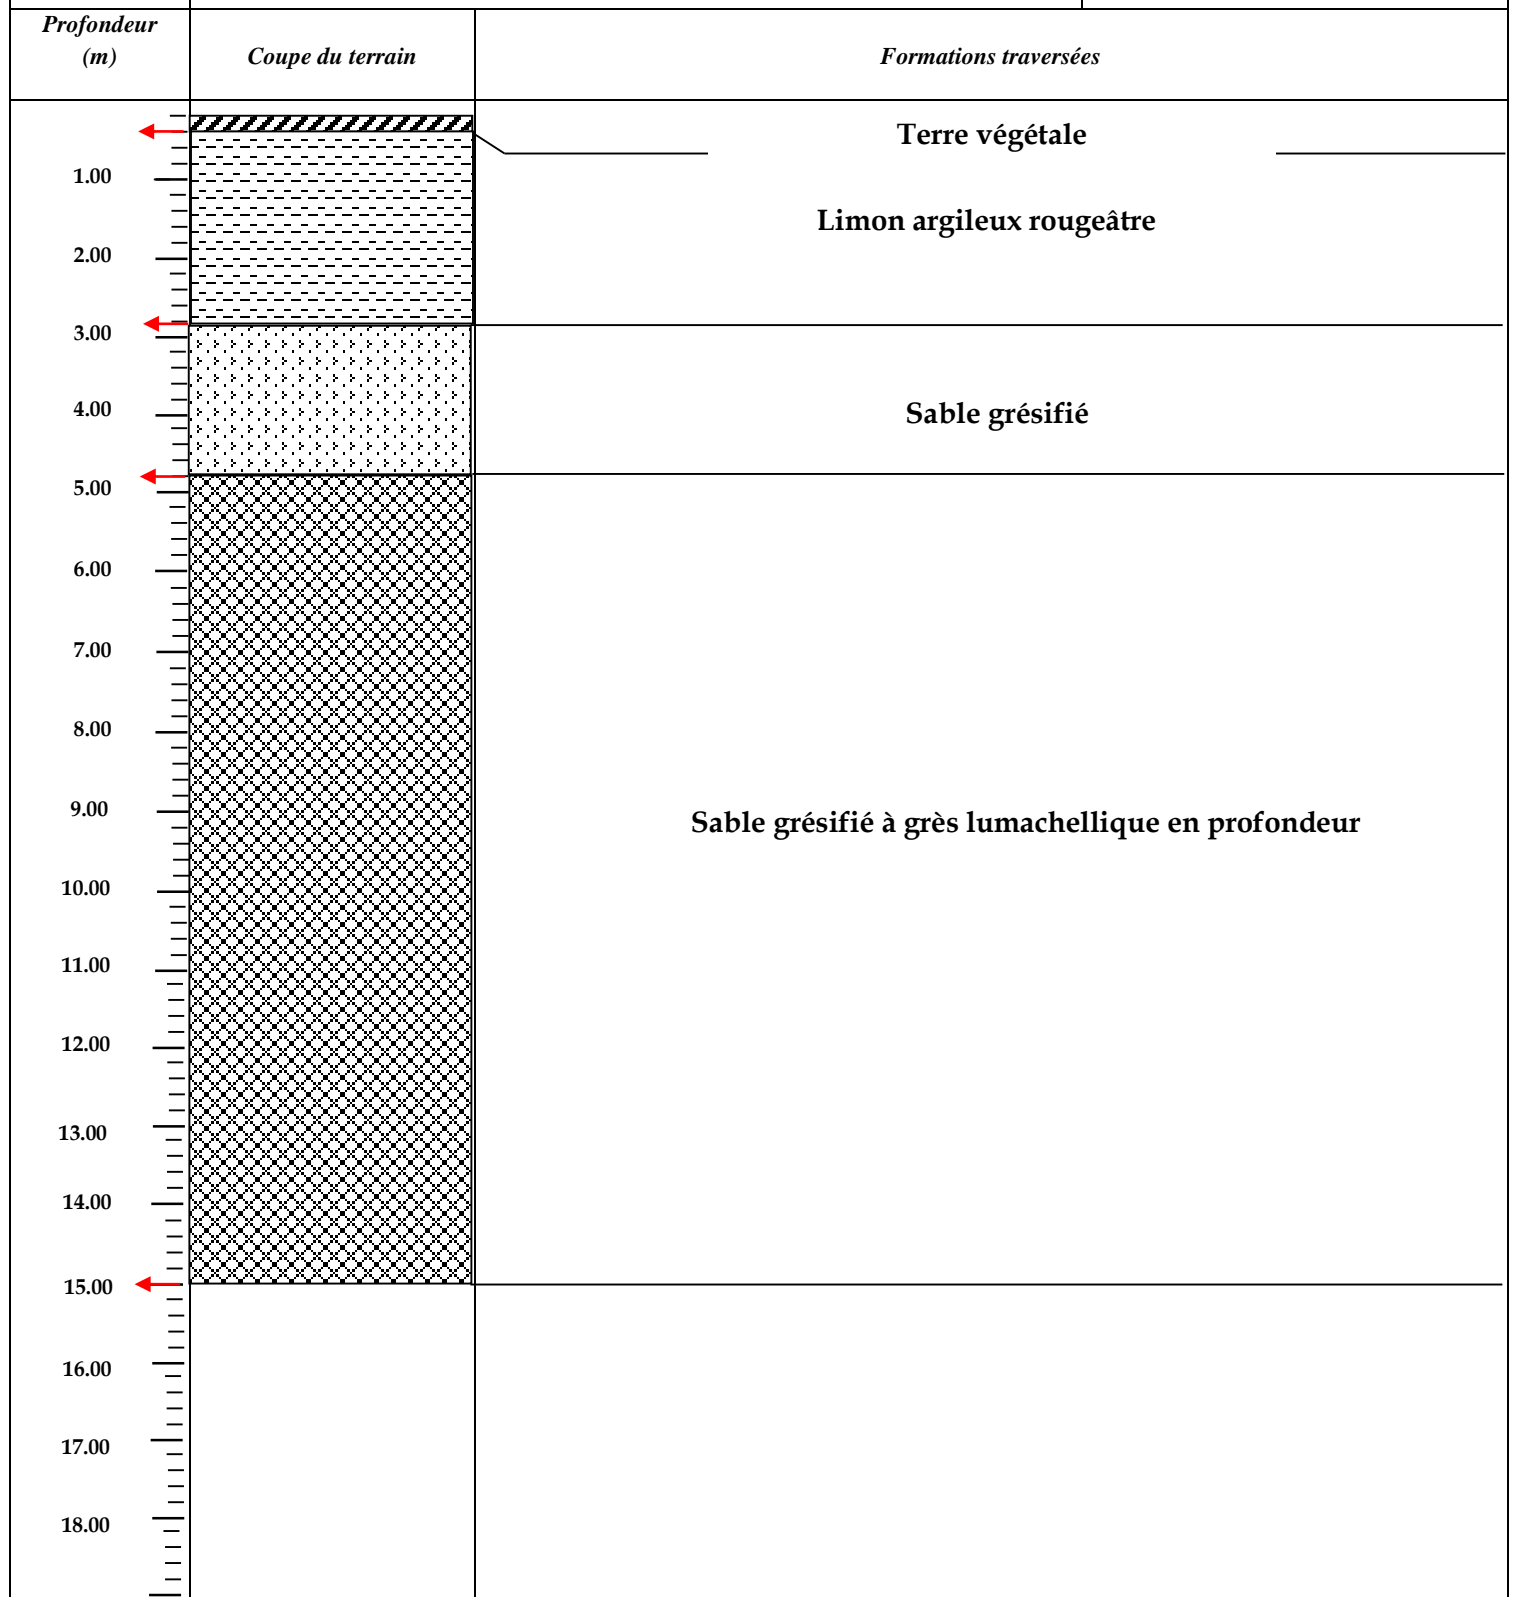 Profondeur
(m)
Coupe du terrain
Formations traversées
Terre végétale
1.00
Limon argileux rougeâtre
2.00
3.00
4.00
Sable grésifié
5.00
6.00
7.00
8.00
9.00
Sable grésifié à grès lumachellique en profondeur
10.00
11.00
12.00
13.00
14.00
15.00
16.00
17.00
18.00